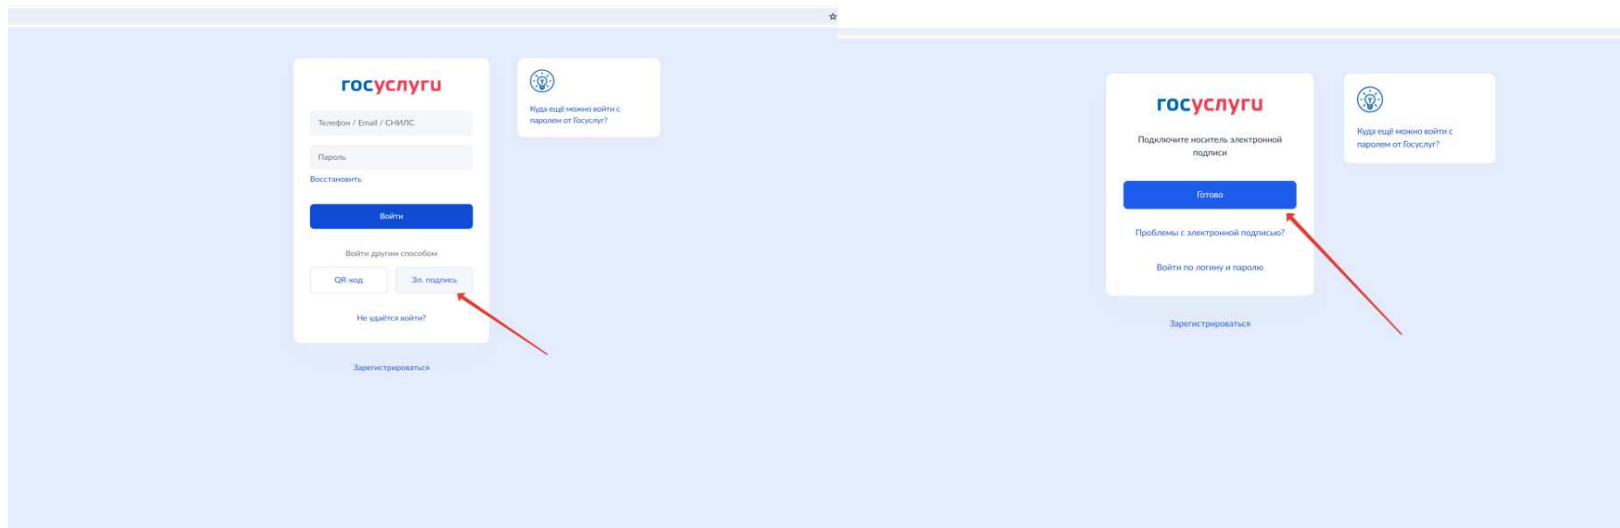 госуслуги
Телефон / Email / СНИЛС
Пароль
Восстановить
Войти
Войти другим способом
QR-код
Эл. подпись
Не удаётся войти?
Зарегистрироваться
Куда ещё можно войти с
паролем от Госуслуг?
госуслуги
Подключите носитель электронной
подписи
Готово
Проблемы с электронной подписью?
Войти по логину и паролю
Зарегистрироваться
Куда ещё можно войти с
паролем от Госуслуг?